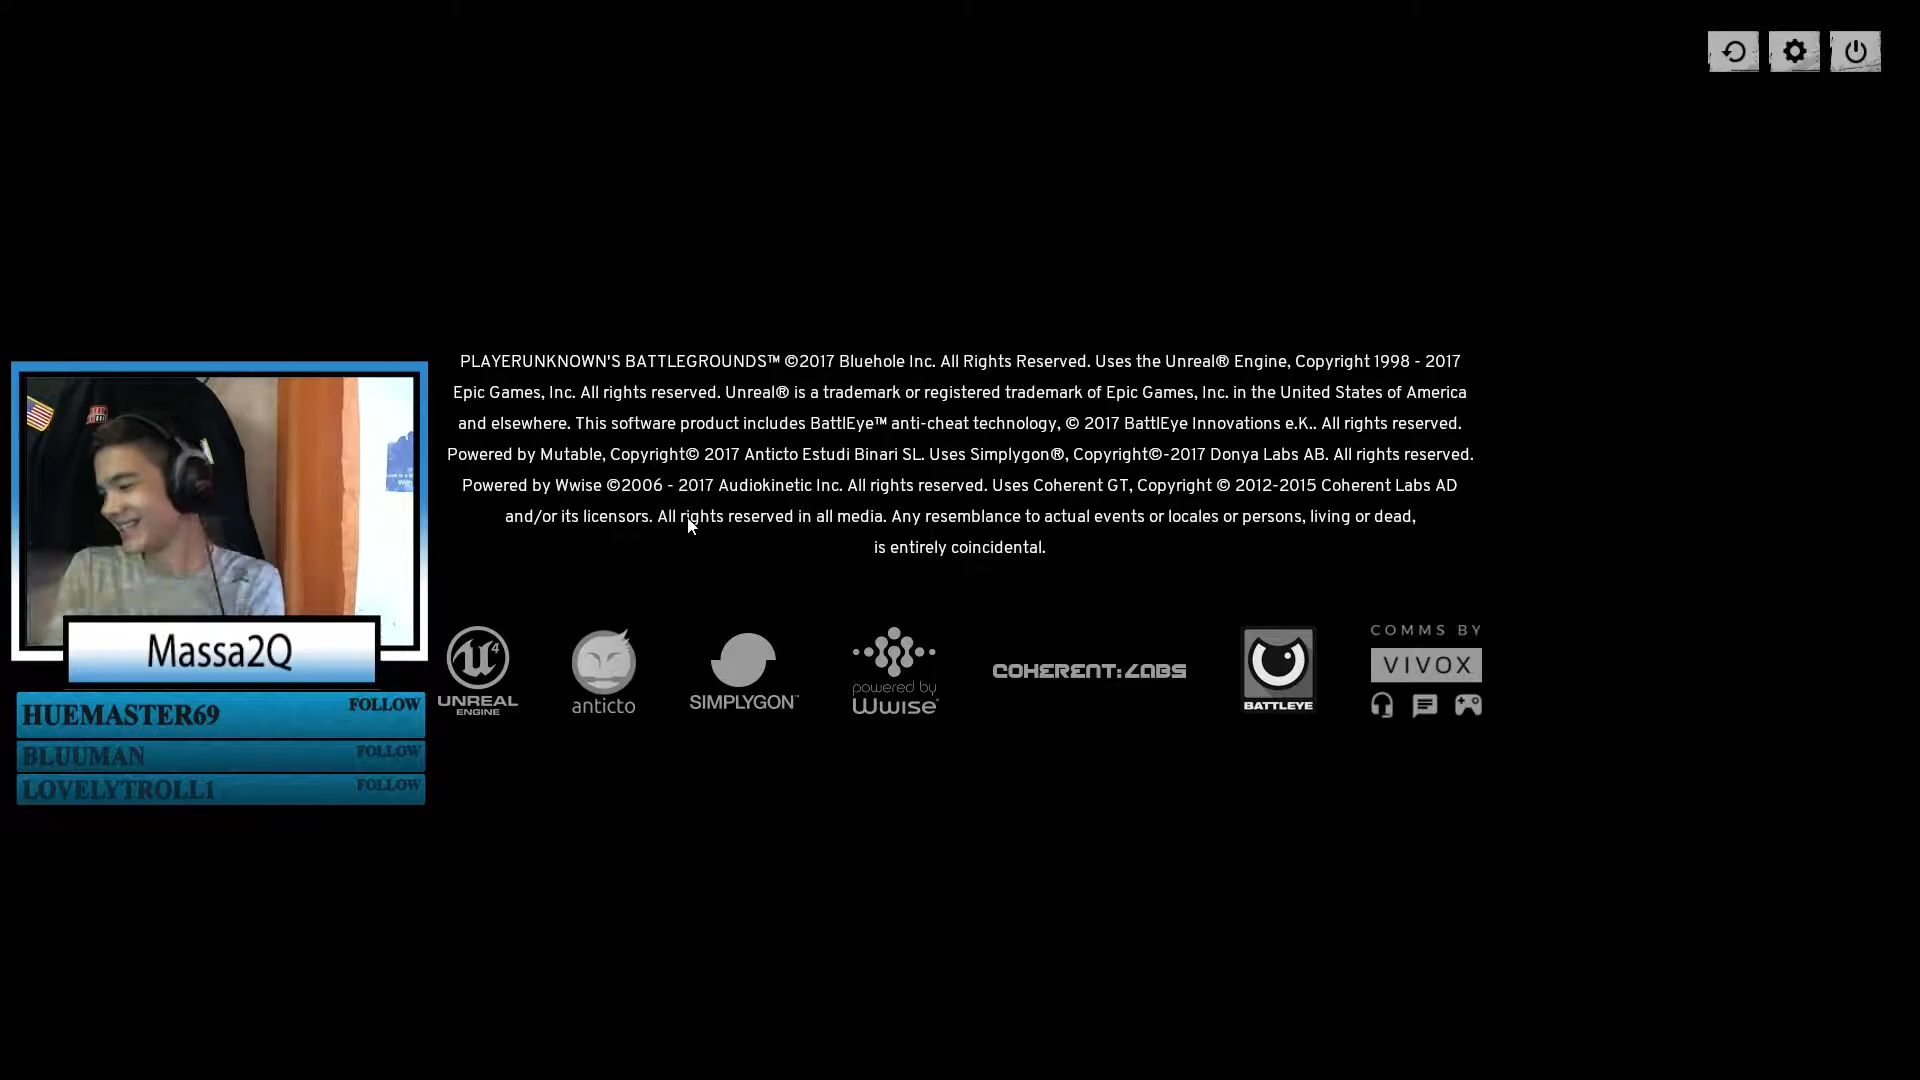 PLAYERUNKNOWN'S BATTLEGROUNDS™ ©2017 Bluehole Inc. All Rights Reserved. Uses the Unreal® Engine, Copyright 1998 - 2017
Epic Games, Inc. All rights reserved. Unreal® is a trademark or registered trademark of Epic Games, Inc. in the United States of America
and elsewhere. This software product includes BattlEye™ anti-cheat technology, © 2017 BattlEye Innovations e.K.. All rights reserved.
Powered by Mutable, Copyright© 2017 Anticto Estudi Binari SL. Uses Simplygon®, Copyright©-2017 Donya Labs AB. All rights reserved.
Powered by Wwise ©2006 - 2017 Audiokinetic Inc. All rights reserved. Uses Coherent GT, Copyright © 2012-2015 Coherent Labs AD
and/or its licensors. All rights reserved in all media. Any resemblance to actual events or locales or persons, living or dead,
is entirely coincidental.
Massa2Q
HUEMASTER69 FOLLOW
BLUUMAN FOLLOW
LOVELYTROLL1 FOLLOW
U4
UNREAL
ENGINE
anticto
SIMPLYGON™
powered by
Wwise®
COHERENT:LABS
BATTLEYE
COMMS BY
VIVOX